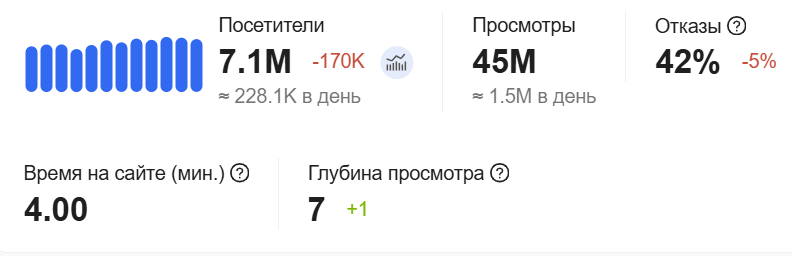 Посетители
7.1M -170K
≈ 228.1K в день
Просмотры
45M
≈ 1.5M в день
Отказы ?
42% -5%
Время на сайте (мин.) ?
4.00
Глубина просмотра ?
7 +1